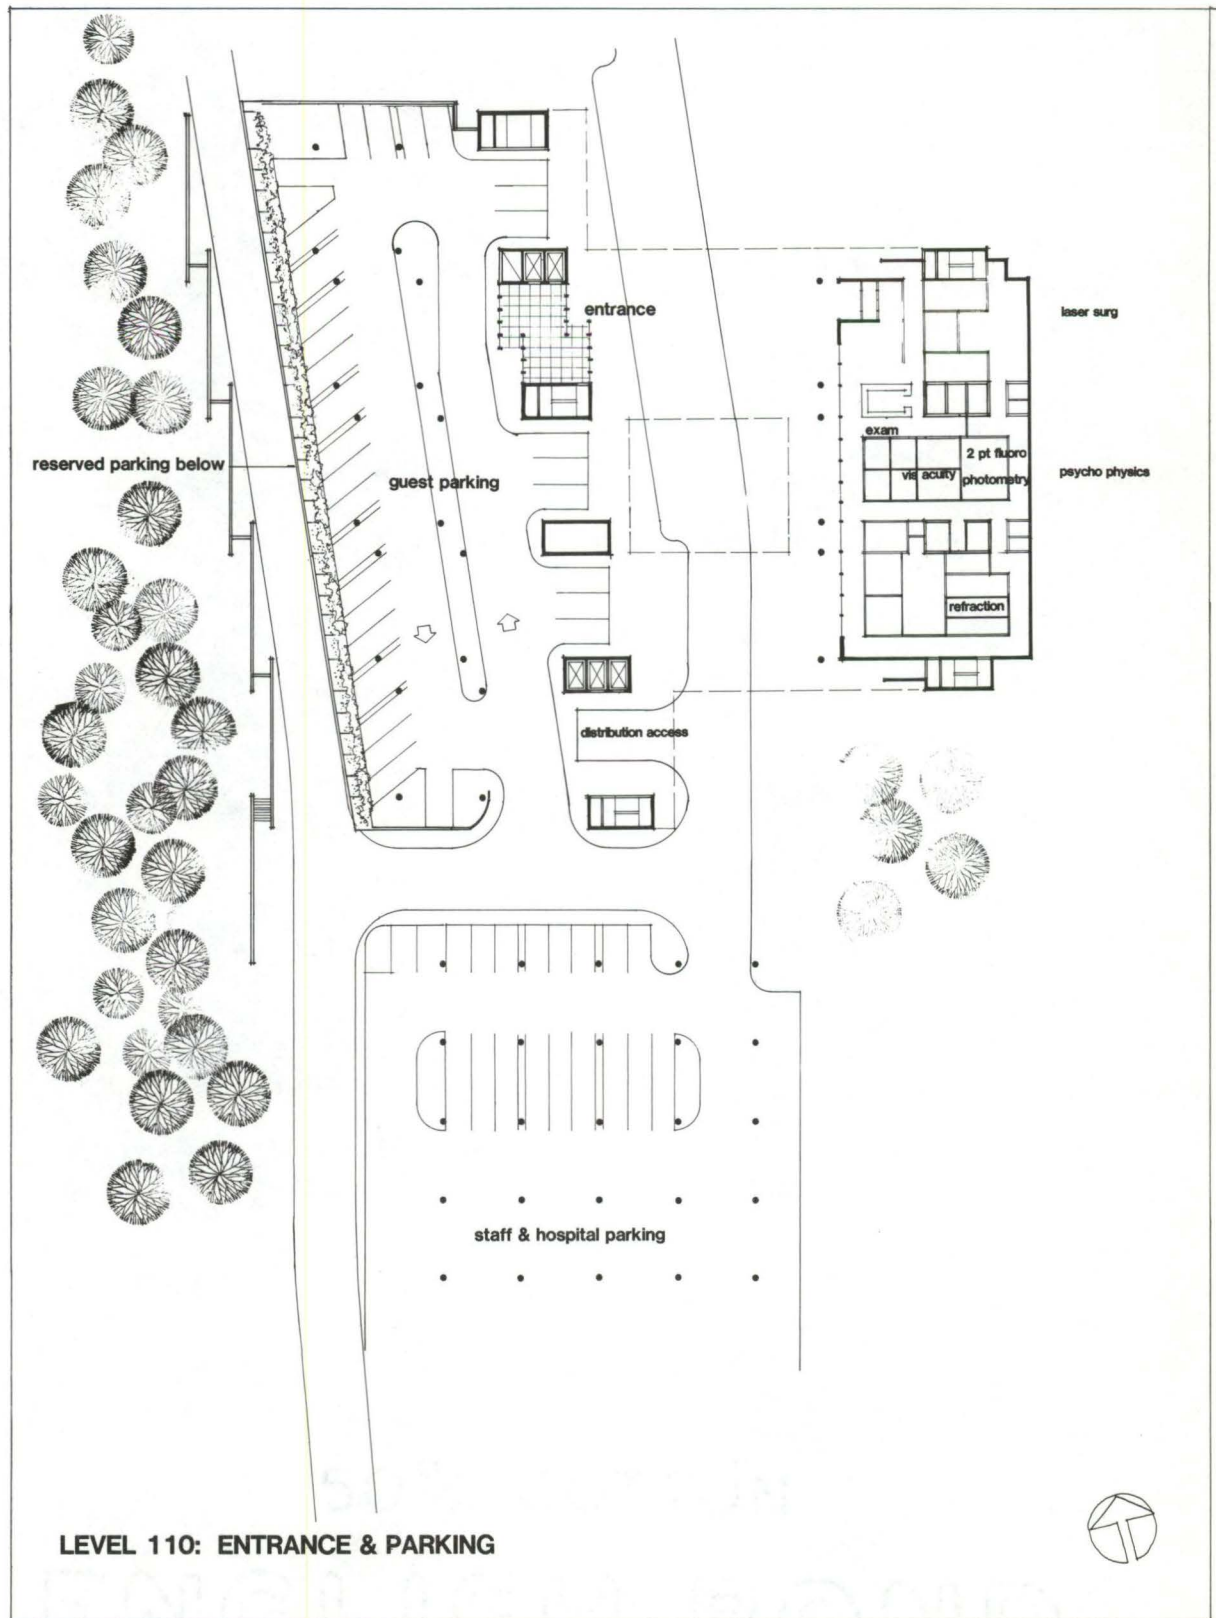 entrance
laser surg
exam
2 pt fluoro
reserved parking below
vis acuity
photometry
psycho physics
guest parking
refraction
distribution access
staff & hospital parking
LEVEL 110: ENTRANCE & PARKING